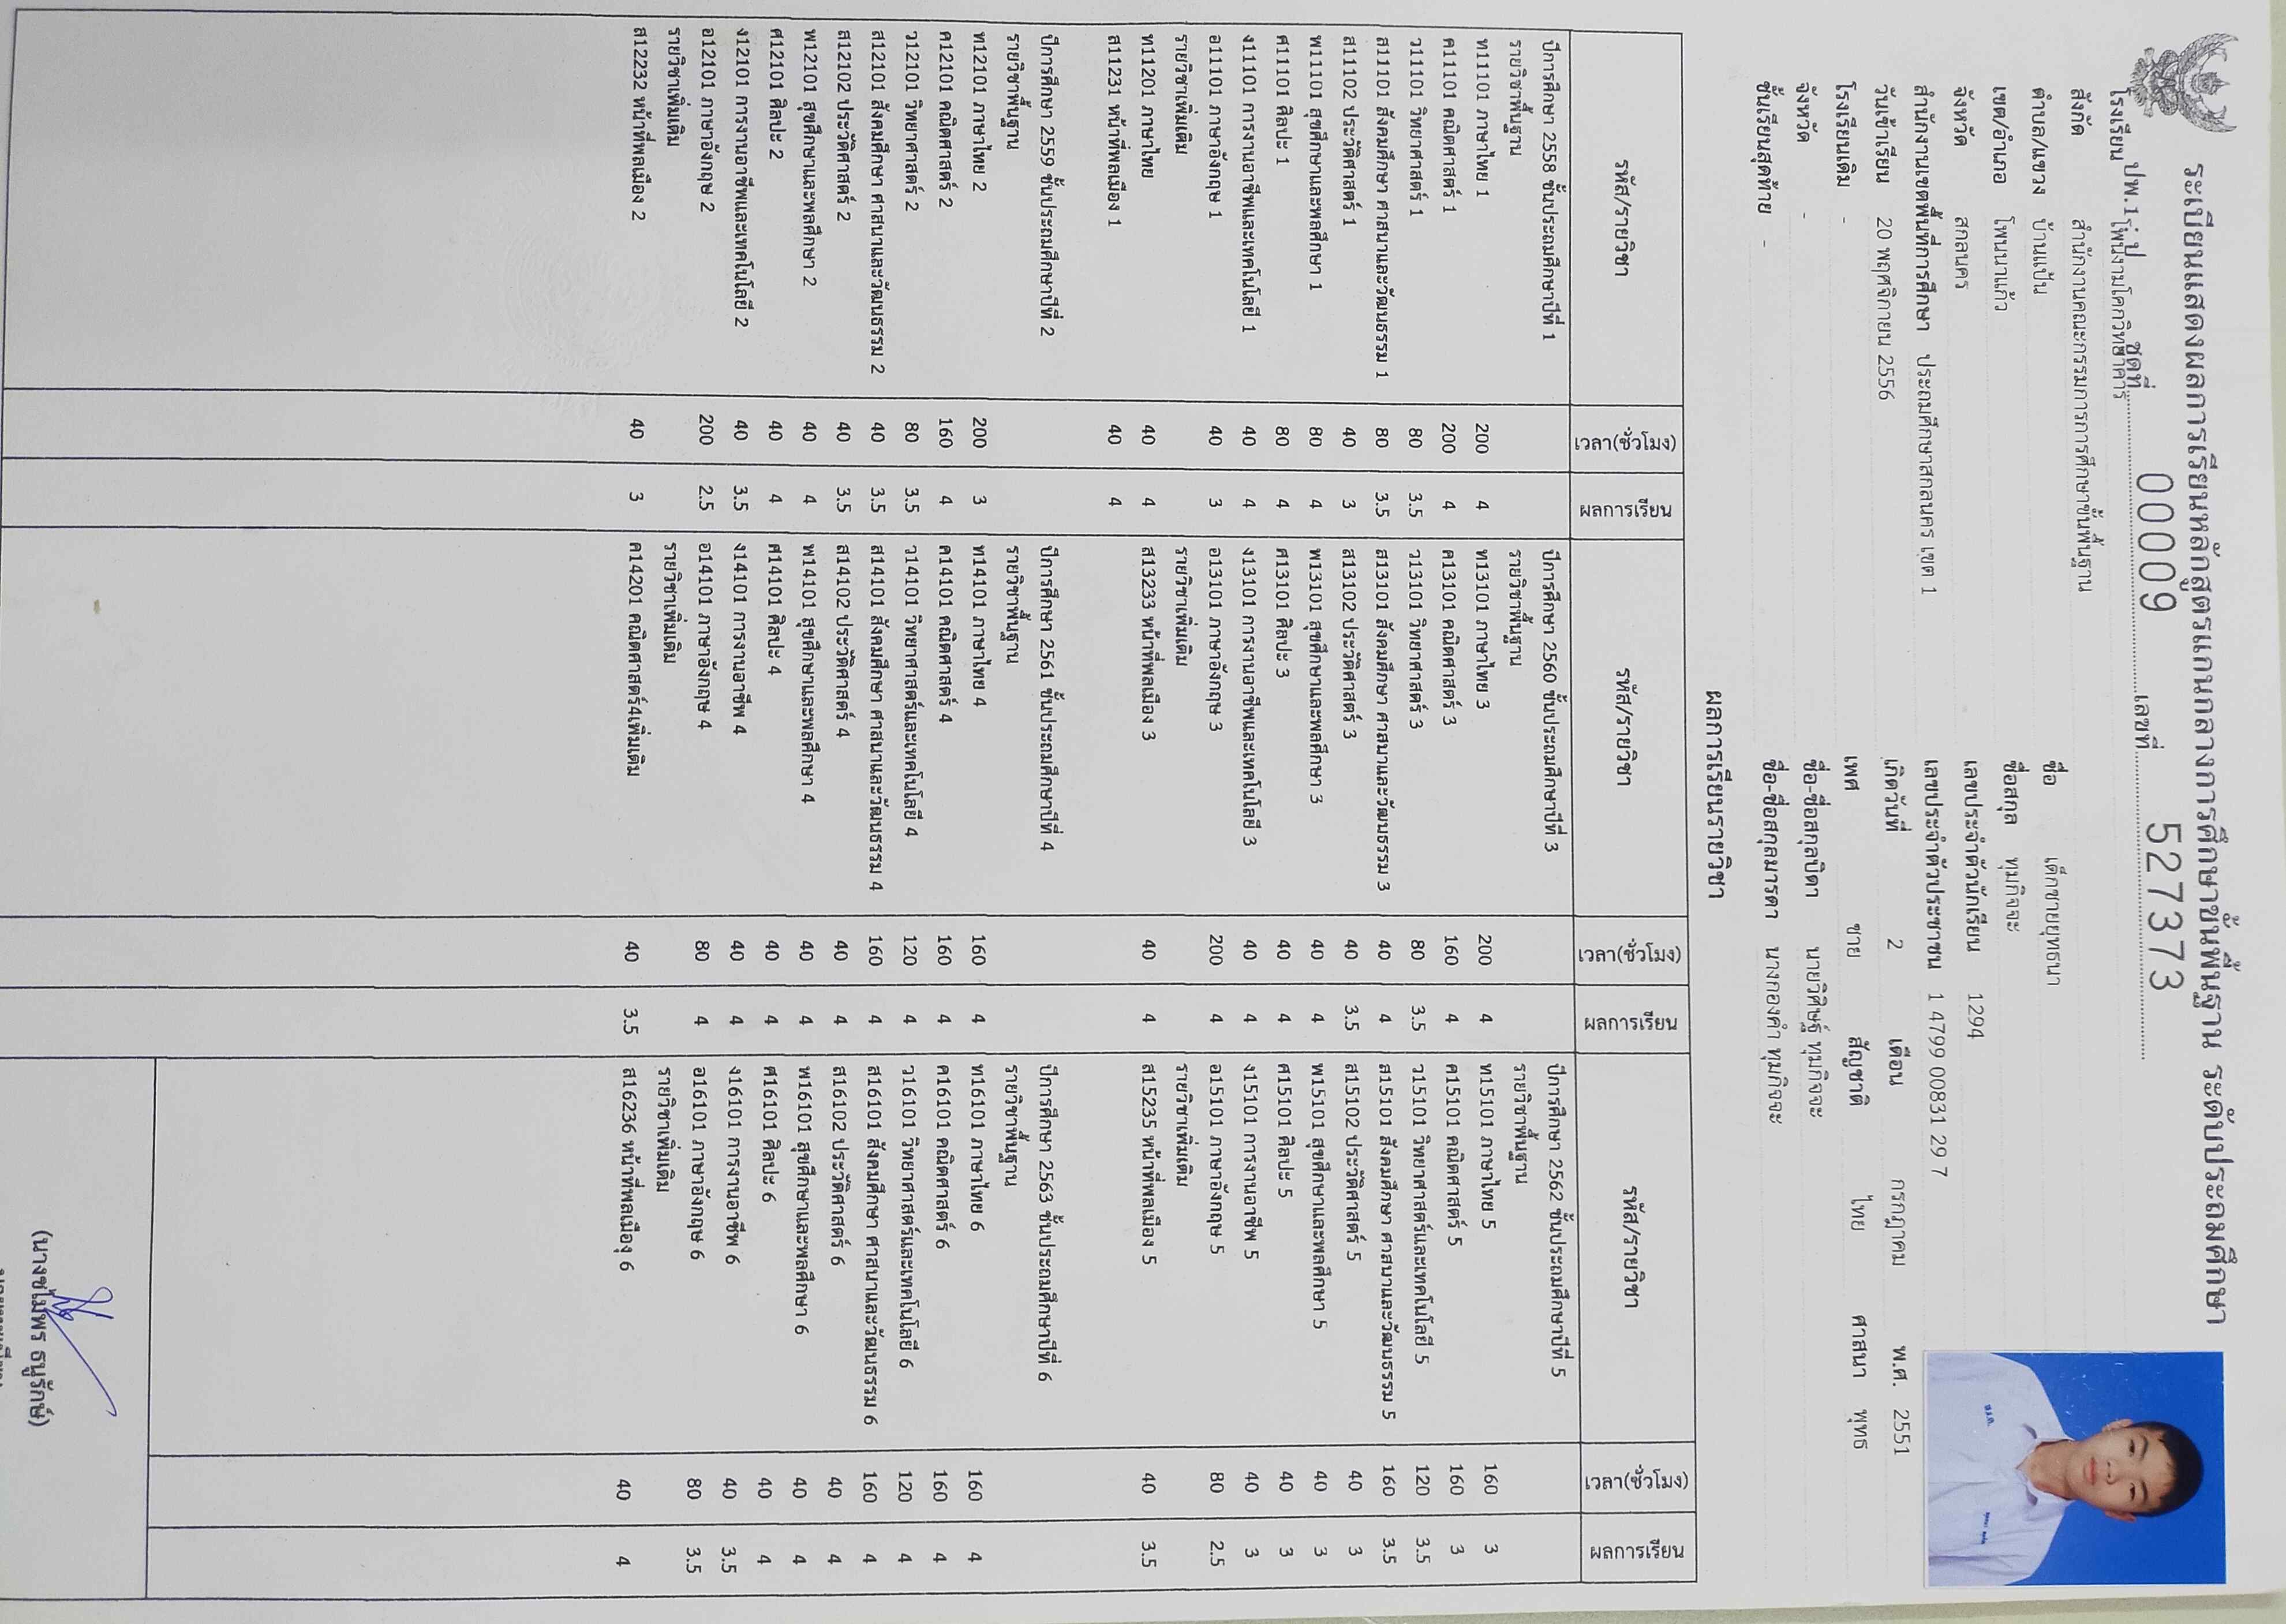 ระเบียนแสดงผลการเรียนหลักสูตรแกนกลางการศึกษาขั้นพื้นฐาน ระดับประถมศึกษา
ปพ.1 : ป ชุดที่ 00009 เลขที่ 527373
โรงเรียน โพนงามโคกวิทยาคาร
สังกัด สำนักงานคณะกรรมการการศึกษาขั้นพื้นฐาน
ตำบล/แขวง บ้านแป้น
เขต/อำเภอ โพนนาแก้ว
จังหวัด สกลนคร
สำนักงานเขตพื้นที่การศึกษา ประถมศึกษาสกลนคร เขต 1
วันเข้าเรียน 20 พฤศจิกายน 2556
โรงเรียนเดิม -
จังหวัด -
ชั้นเรียนสุดท้าย -
ชื่อ เด็กชายยุทธนา
ชื่อสกุล ทุมกิจจะ
เลขประจำตัวนักเรียน 1294
เลขประจำตัวประชาชน 1 4799 00831 29 7
เกิดวันที่ 2 เดือน กรกฎาคม พ.ศ. 2551
เพศ ชาย สัญชาติ ไทย ศาสนา พุทธ
ชื่อ-ชื่อสกุลบิดา นายวิศิษฐ์ ทุมกิจจะ
ชื่อ-ชื่อสกุลมารดา นางกองคำ ทุมกิจจะ
ผลการเรียนรายวิชา
รหัส/รายวิชา เวลา(ชั่วโมง) ผลการเรียน
ปีการศึกษา 2558 ชั้นประถมศึกษาปีที่ 1
รายวิชาพื้นฐาน
ท11101 ภาษาไทย 1 200 4
ค11101 คณิตศาสตร์ 1 200 4
ว11101 วิทยาศาสตร์ 1 80 3.5
ส11101 สังคมศึกษา ศาสนาและวัฒนธรรม 1 80 3.5
ส11102 ประวัติศาสตร์ 1 40 3
พ11101 สุขศึกษาและพลศึกษา 1 80 4
ศ11101 ศิลปะ 1 80 4
ง11101 การงานอาชีพและเทคโนโลยี 1 40 4
อ11101 ภาษาอังกฤษ 1 40 3
รายวิชาเพิ่มเติม
ท11201 ภาษาไทย 40 4
ส11231 หน้าที่พลเมือง 1 40 4
ปีการศึกษา 2559 ชั้นประถมศึกษาปีที่ 2
รายวิชาพื้นฐาน
ท12101 ภาษาไทย 2 200 3
ค12101 คณิตศาสตร์ 2 160 4
ว12101 วิทยาศาสตร์ 2 80 3.5
ส12101 สังคมศึกษา ศาสนาและวัฒนธรรม 2 40 3.5
ส12102 ประวัติศาสตร์ 2 40 3.5
พ12101 สุขศึกษาและพลศึกษา 2 40 4
ศ12101 ศิลปะ 2 40 4
ง12101 การงานอาชีพและเทคโนโลยี 2 40 3.5
อ12101 ภาษาอังกฤษ 2 200 2.5
รายวิชาเพิ่มเติม
ส12232 หน้าที่พลเมือง 2 40 3
รหัส/รายวิชา เวลา(ชั่วโมง) ผลการเรียน
ปีการศึกษา 2560 ชั้นประถมศึกษาปีที่ 3
รายวิชาพื้นฐาน
ท13101 ภาษาไทย 3 200 4
ค13101 คณิตศาสตร์ 3 160 4
ว13101 วิทยาศาสตร์ 3 80 3.5
ส13101 สังคมศึกษา ศาสนาและวัฒนธรรม 3 40 4
ส13102 ประวัติศาสตร์ 3 40 3.5
พ13101 สุขศึกษาและพลศึกษา 3 40 4
ศ13101 ศิลปะ 3 40 4
ง13101 การงานอาชีพและเทคโนโลยี 3 40 4
อ13101 ภาษาอังกฤษ 3 200 4
รายวิชาเพิ่มเติม
ส13233 หน้าที่พลเมือง 3 40 4
ปีการศึกษา 2561 ชั้นประถมศึกษาปีที่ 4
รายวิชาพื้นฐาน
ท14101 ภาษาไทย 4 160 4
ค14101 คณิตศาสตร์ 4 160 4
ว14101 วิทยาศาสตร์และเทคโนโลยี 4 120 4
ส14101 สังคมศึกษา ศาสนาและวัฒนธรรม 4 160 4
ส14102 ประวัติศาสตร์ 4 40 4
พ14101 สุขศึกษาและพลศึกษา 4 40 4
ศ14101 ศิลปะ 4 40 4
ง14101 การงานอาชีพ 4 40 4
อ14101 ภาษาอังกฤษ 4 80 4
รายวิชาเพิ่มเติม
ค14201 คณิตศาสตร์4เพิ่มเติม 40 3.5
รหัส/รายวิชา เวลา(ชั่วโมง) ผลการเรียน
ปีการศึกษา 2562 ชั้นประถมศึกษาปีที่ 5
รายวิชาพื้นฐาน
ท15101 ภาษาไทย 5 160 3
ค15101 คณิตศาสตร์ 5 160 3
ว15101 วิทยาศาสตร์และเทคโนโลยี 5 120 3.5
ส15101 สังคมศึกษา ศาสนาและวัฒนธรรม 5 160 3.5
ส15102 ประวัติศาสตร์ 5 40 3
พ15101 สุขศึกษาและพลศึกษา 5 40 3
ศ15101 ศิลปะ 5 40 3
ง15101 การงานอาชีพ 5 40 3
อ15101 ภาษาอังกฤษ 5 80 2.5
รายวิชาเพิ่มเติม
ส15235 หน้าที่พลเมือง 5 40 3.5
ปีการศึกษา 2563 ชั้นประถมศึกษาปีที่ 6
รายวิชาพื้นฐาน
ท16101 ภาษาไทย 6 160 4
ค16101 คณิตศาสตร์ 6 160 4
ว16101 วิทยาศาสตร์และเทคโนโลยี 6 120 4
ส16101 สังคมศึกษา ศาสนาและวัฒนธรรม 6 160 4
ส16102 ประวัติศาสตร์ 6 40 4
พ16101 สุขศึกษาและพลศึกษา 6 40 4
ศ16101 ศิลปะ 6 40 4
ง16101 การงานอาชีพ 6 40 3.5
อ16101 ภาษาอังกฤษ 6 80 3.5
รายวิชาเพิ่มเติม
ส16236 หน้าที่พลเมือง 6 40 4
ธนูรักษ์)